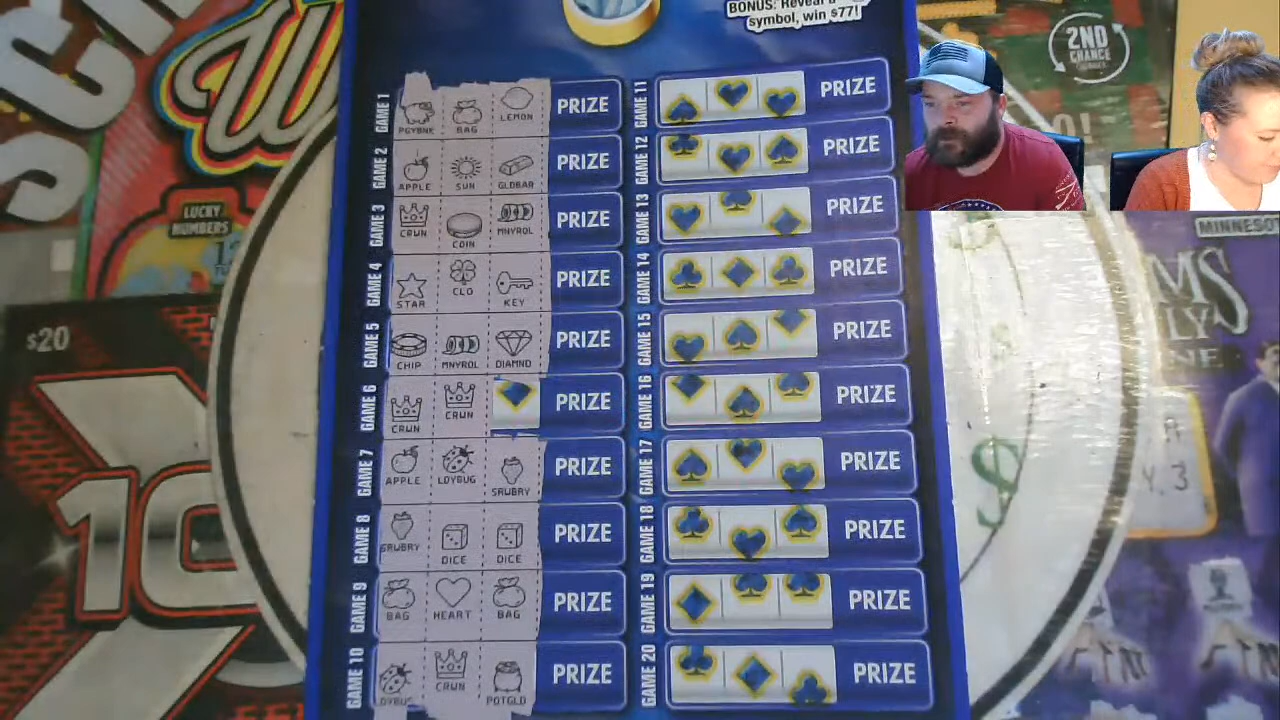 BONUS: Reveal a
symbol, win $77!
2ND
CHANCE
LUCKY
NUMBERS
$20
10
MINNESO
$
GAME 1
PGYBNK BAG LEMON
PRIZE
GAME 2
APPLE SUN GLDBAR
PRIZE
GAME 3
CRWN COIN MNYROL
PRIZE
GAME 4
STAR CLO KEY
PRIZE
GAME 5
CHIP MNYROL DIAMND
PRIZE
GAME 6
CRWN CRWN
PRIZE
GAME 7
APPLE LDYBUG SRWBRY
PRIZE
GAME 8
SRWBRY DICE DICE
PRIZE
GAME 9
BAG HEART BAG
PRIZE
GAME 10
DYBUG CRWN POTGLD
PRIZE
GAME 11
PRIZE
GAME 12
PRIZE
GAME 13
PRIZE
GAME 14
PRIZE
GAME 15
PRIZE
GAME 16
PRIZE
GAME 17
PRIZE
GAME 18
PRIZE
GAME 19
PRIZE
GAME 20
PRIZE